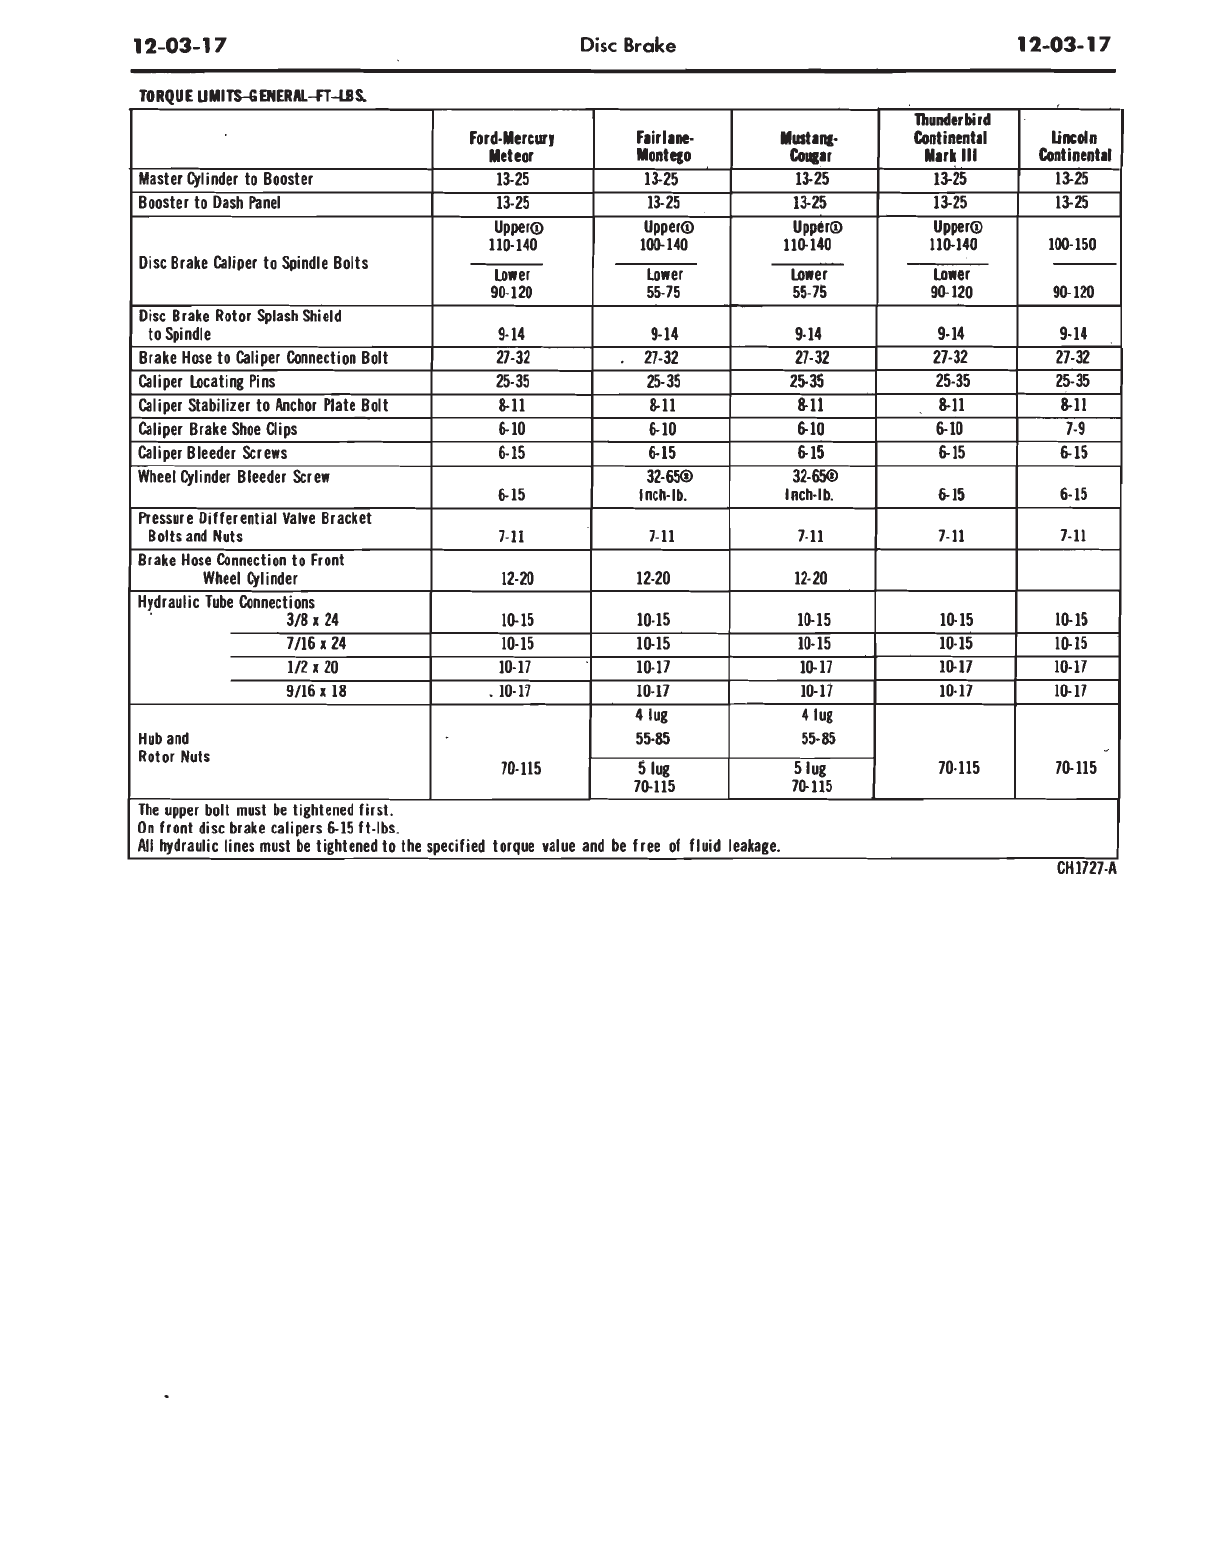 12-03-17 Disc Brake 12-03-17
TORQUE LIMITS-GENERAL-FT-LBS.
Ford-Mercury Meteor Fairlane-Montego Mustang-Cougar Thunderbird Continental Mark III Lincoln Continental
Master Cylinder to Booster 13-25 13-25 13-25 13-25 13-25
Booster to Dash Panel 13-25 13-25 13-25 13-25 13-25
Upper① Upper① Upper① Upper①
110-140 100-140 110-140 110-140 100-150
Disc Brake Caliper to Spindle Bolts
Lower Lower Lower Lower
90-120 55-75 55-75 90-120 90-120
Disc Brake Rotor Splash Shield
to Spindle 9-14 9-14 9-14 9-14 9-14
Brake Hose to Caliper Connection Bolt 27-32 27-32 27-32 27-32 27-32
Caliper Locating Pins 25-35 25-35 25-35 25-35 25-35
Caliper Stabilizer to Anchor Plate Bolt 8-11 8-11 8-11 8-11 8-11
Caliper Brake Shoe Clips 6-10 6-10 6-10 6-10 7-9
Caliper Bleeder Screws 6-15 6-15 6-15 6-15 6-15
Wheel Cylinder Bleeder Screw 32-65② 32-65②
6-15 Inch-lb. Inch-lb. 6-15 6-15
Pressure Differential Valve Bracket
Bolts and Nuts 7-11 7-11 7-11 7-11 7-11
Brake Hose Connection to Front
Wheel Cylinder 12-20 12-20 12-20
Hydraulic Tube Connections
3/8 x 24 10-15 10-15 10-15 10-15 10-15
7/16 x 24 10-15 10-15 10-15 10-15 10-15
1/2 x 20 10-17 10-17 10-17 10-17 10-17
9/16 x 18 10-17 10-17 10-17 10-17 10-17
4 lug 4 lug
Hub and 55-85 55-85
Rotor Nuts
70-115 5 lug 5 lug 70-115 70-115
70-115 70-115
The upper bolt must be tightened first.
On front disc brake calipers 6-15 ft-lbs.
All hydraulic lines must be tightened to the specified torque value and be free of fluid leakage.
CH1727-A